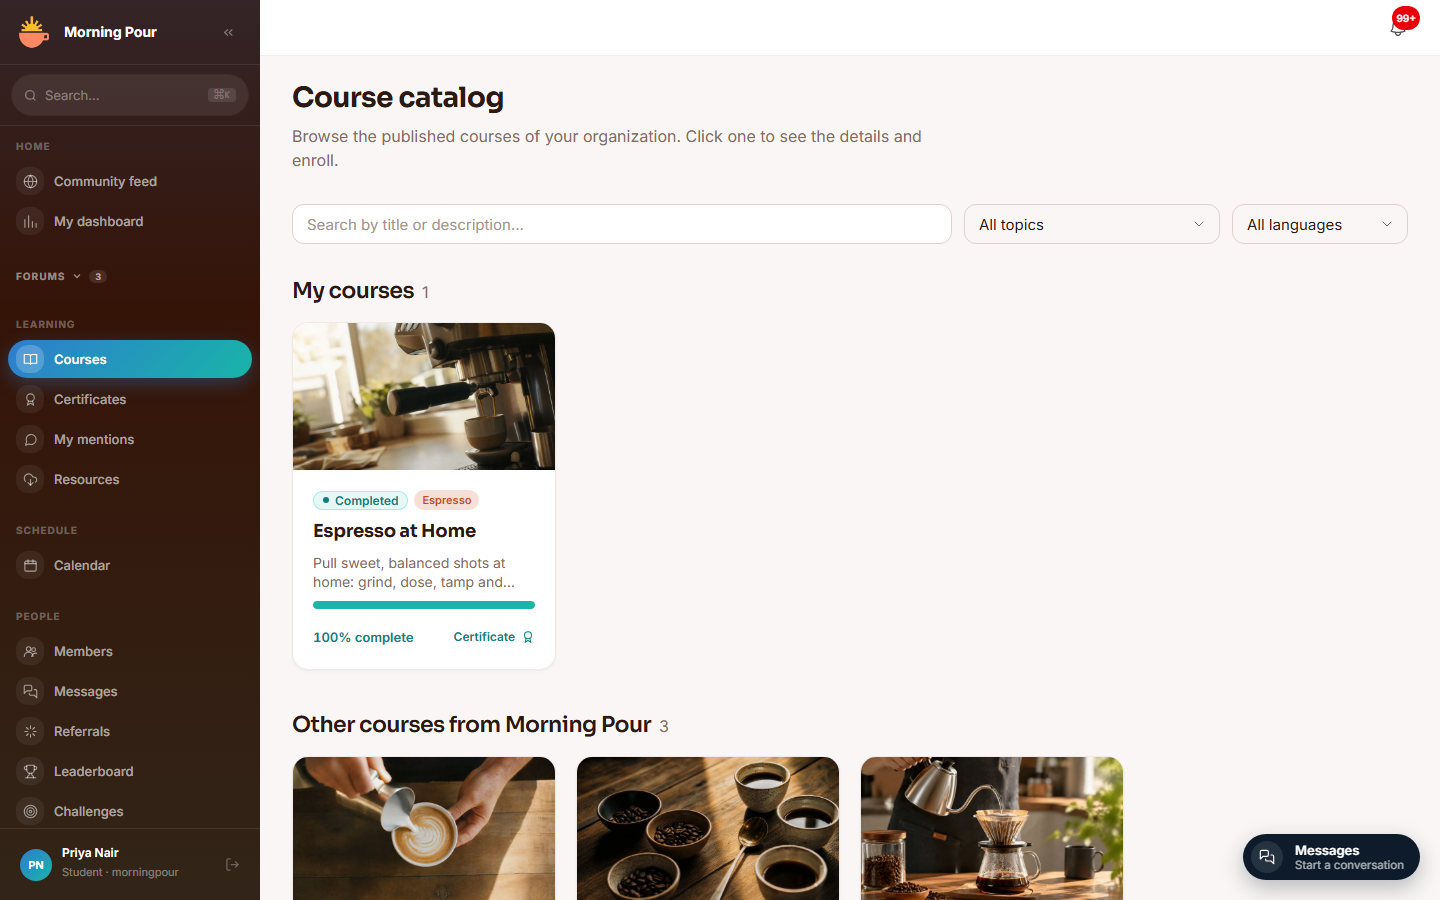 Morning Pour
Search...
⌘K
HOME
Community feed
My dashboard
FORUMS 3
LEARNING
Courses
Certificates
My mentions
Resources
SCHEDULE
Calendar
PEOPLE
Members
Messages
Referrals
Leaderboard
Challenges
PN
Priya Nair
Student · morningpour
99+
Course catalog
Browse the published courses of your organization. Click one to see the details and
enroll.
Search by title or description...
All topics
All languages
My courses 1
Completed
Espresso
Espresso at Home
Pull sweet, balanced shots at
home: grind, dose, tamp and...
100% complete
Certificate
Other courses from Morning Pour 3
Messages
Start a conversation